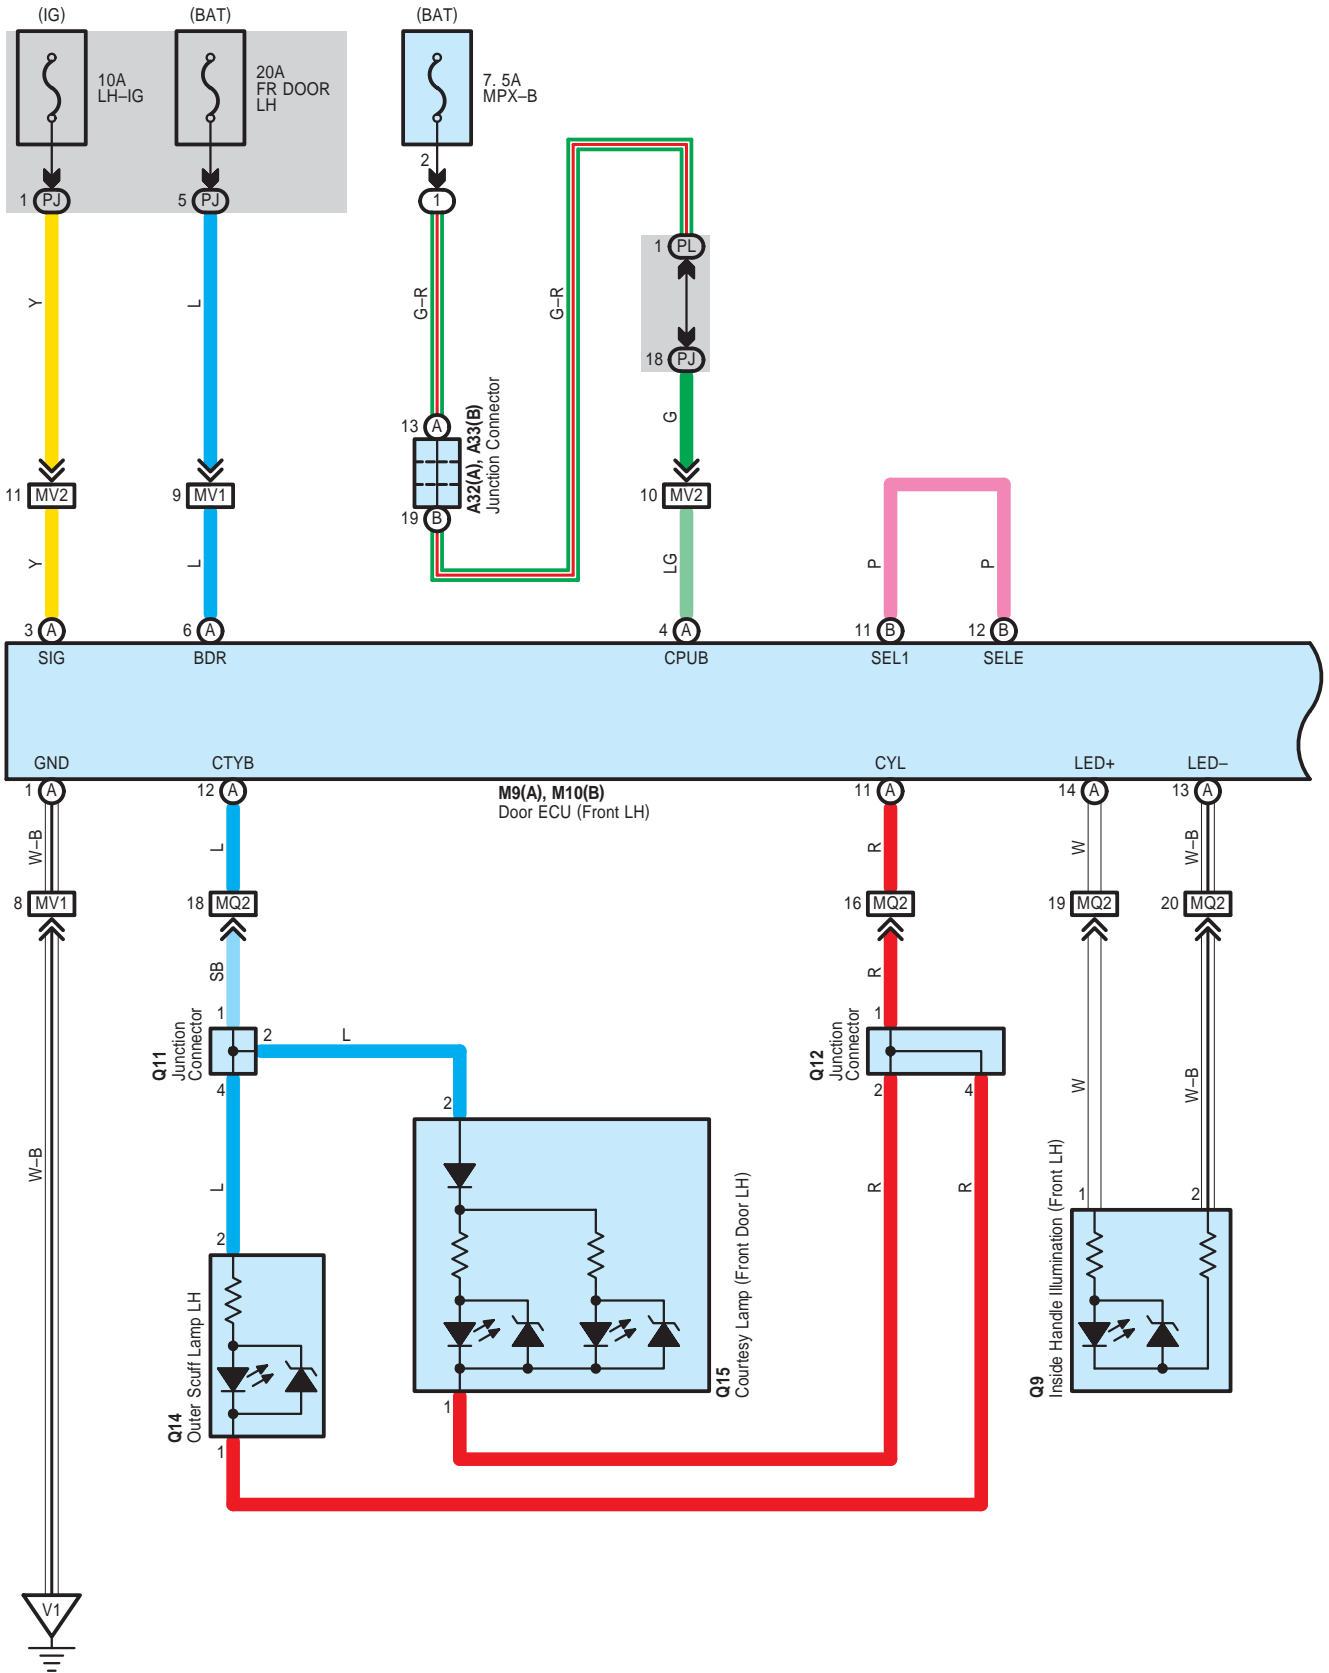 (IG)
(BAT)
(BAT)
10A
LH–IG
20A
FR DOOR
LH
7. 5A
MPX–B
2
1 PJ
5 PJ
1
1 PL
18 PJ
Y
L
G–R
G–R
G
13 A
A32(A), A33(B)
Junction Connector
19 B
11 MV2
9 MV1
10 MV2
Y
L
LG
P
P
3 A
6 A
4 A
11 B
12 B
SIG
BDR
CPUB
SEL1
SELE
GND
CTYB
CYL
LED+
LED–
1 A
12 A
M9(A), M10(B)
Door ECU (Front LH)
11 A
14 A
13 A
W–B
L
R
W
W–B
8 MV1
18 MQ2
16 MQ2
19 MQ2
20 MQ2
SB
R
1
2
L
Q11
Junction
Connector
4
1
Q12
Junction
Connector
2
4
W
W–B
2
W–B
L
R
R
1
2
2
Q14
Outer Scuff Lamp LH
1
Q15
Courtesy Lamp (Front Door LH)
1
Q9
Inside Handle Illumination (Front LH)
V1